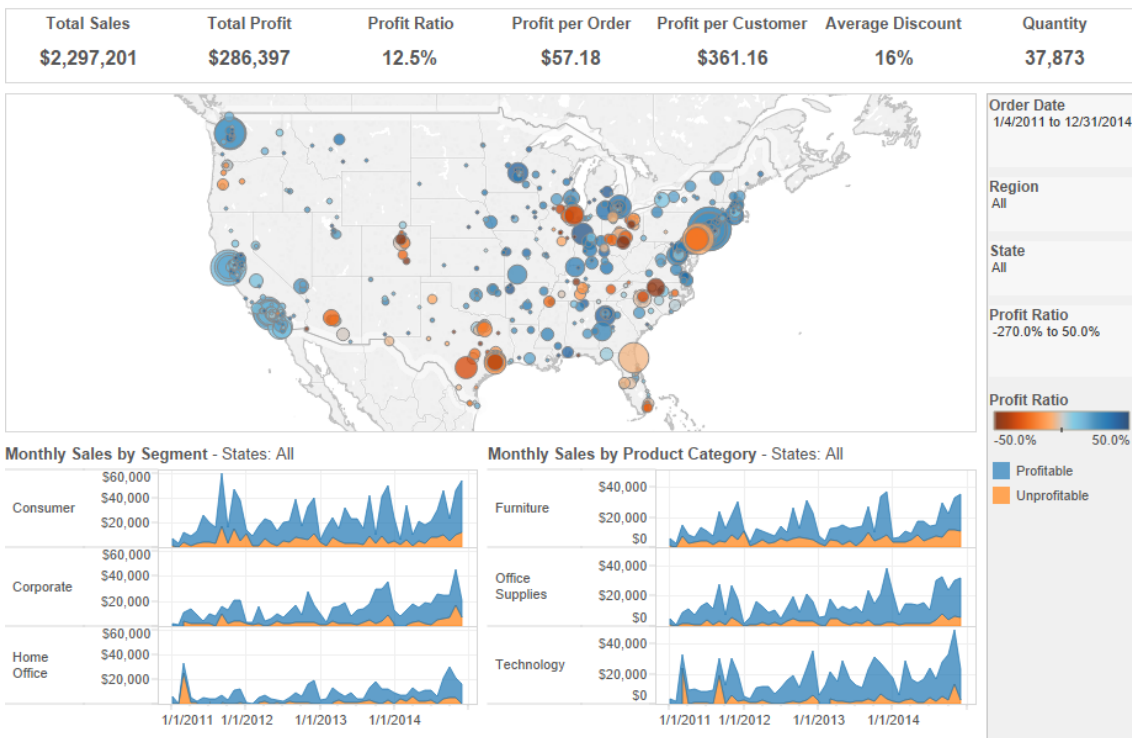 Total Sales Total Profit Profit Ratio Profit per Order Profit per Customer Average Discount Quantity
$2,297,201 $286,397 12.5% $57.18 $361.16 16% 37,873
Order Date
1/4/2011 to 12/31/2014
Region
All
State
All
Profit Ratio
-270.0% to 50.0%
Profit Ratio
-50.0% 50.0%
Profitable
Unprofitable
Monthly Sales by Segment - States: All
Consumer
$60,000
$40,000
$20,000
Corporate
$60,000
$40,000
$20,000
Home
Office
$60,000
$40,000
$20,000
1/1/2011 1/1/2012 1/1/2013 1/1/2014
Monthly Sales by Product Category - States: All
Furniture
$40,000
$20,000
$0
Office
Supplies
$40,000
$20,000
$0
Technology
$40,000
$20,000
$0
1/1/2011 1/1/2012 1/1/2013 1/1/2014